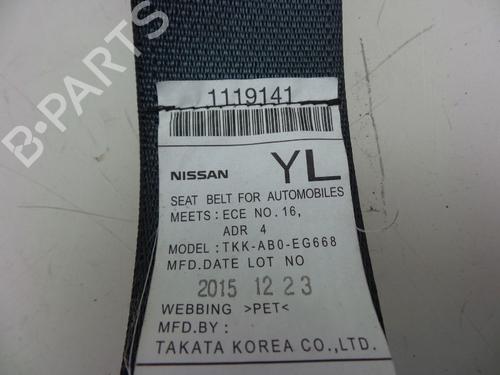 B-PARTS
1119141
NISSAN YL
SEAT BELT FOR AUTOMOBILES
MEETS : ECE NO. 16,
ADR 4
MODEL : TKK-AB0-EG668
MFD.DATE LOT NO
2015 12 23
WEBBING >PET<
MFD.BY :
TAKATA KOREA CO.,LTD.